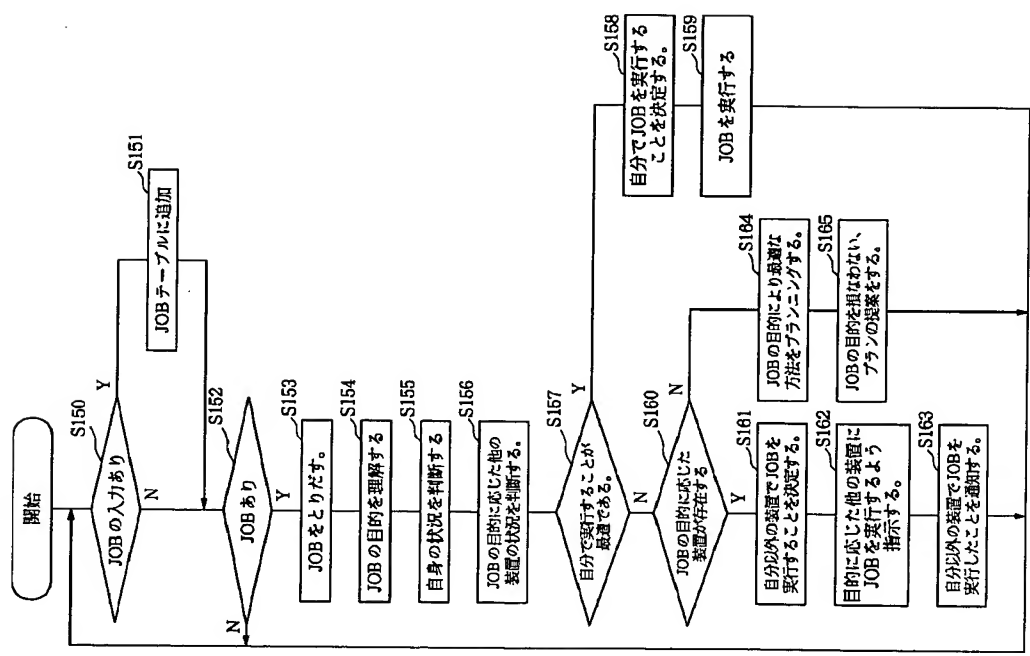 開始
S150
JOBの入力あり
Y
N
S151
JOBテーブルに追加
S152
JOBあり
N
Y
S153
JOBをとりだす。
S154
JOBの目的を理解する
S155
自身の状況を判断する
S156
JOBの目的に応じた他の
装置の状況を判断する。
S157
自分で実行することが
最適である。
Y
N
S158
自分でJOBを実行する
ことを決定する。
S159
JOBを実行する
S160
JOBの目的に応じた
装置が存在する
N
Y
S161
自分以外の装置でJOBを
実行することを決定する。
S162
目的に応じた他の装置に
JOBを実行するよう
指示する。
S163
自分以外の装置でJOBを
実行したことを通知する。
S164
JOBの目的により最適な
方法をプランニングする。
S165
JOBの目的を損なわない、
プランの提案をする。